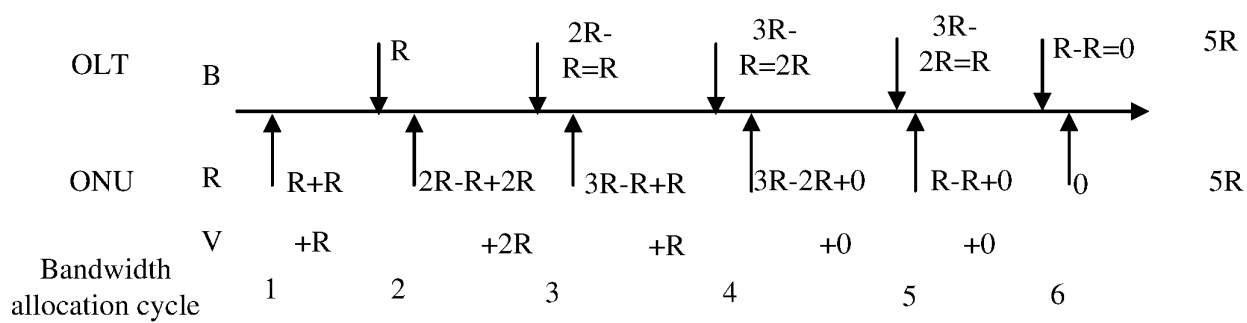 OLT
B
R
2R-
R=R
3R-
R=2R
3R-
2R=R
R-R=0
5R
ONU
R
R+R
2R-R+2R
3R-R+R
3R-2R+0
R-R+0
0
5R
V
+R
+2R
+R
+0
+0
Bandwidth
allocation cycle
1
2
3
4
5
6